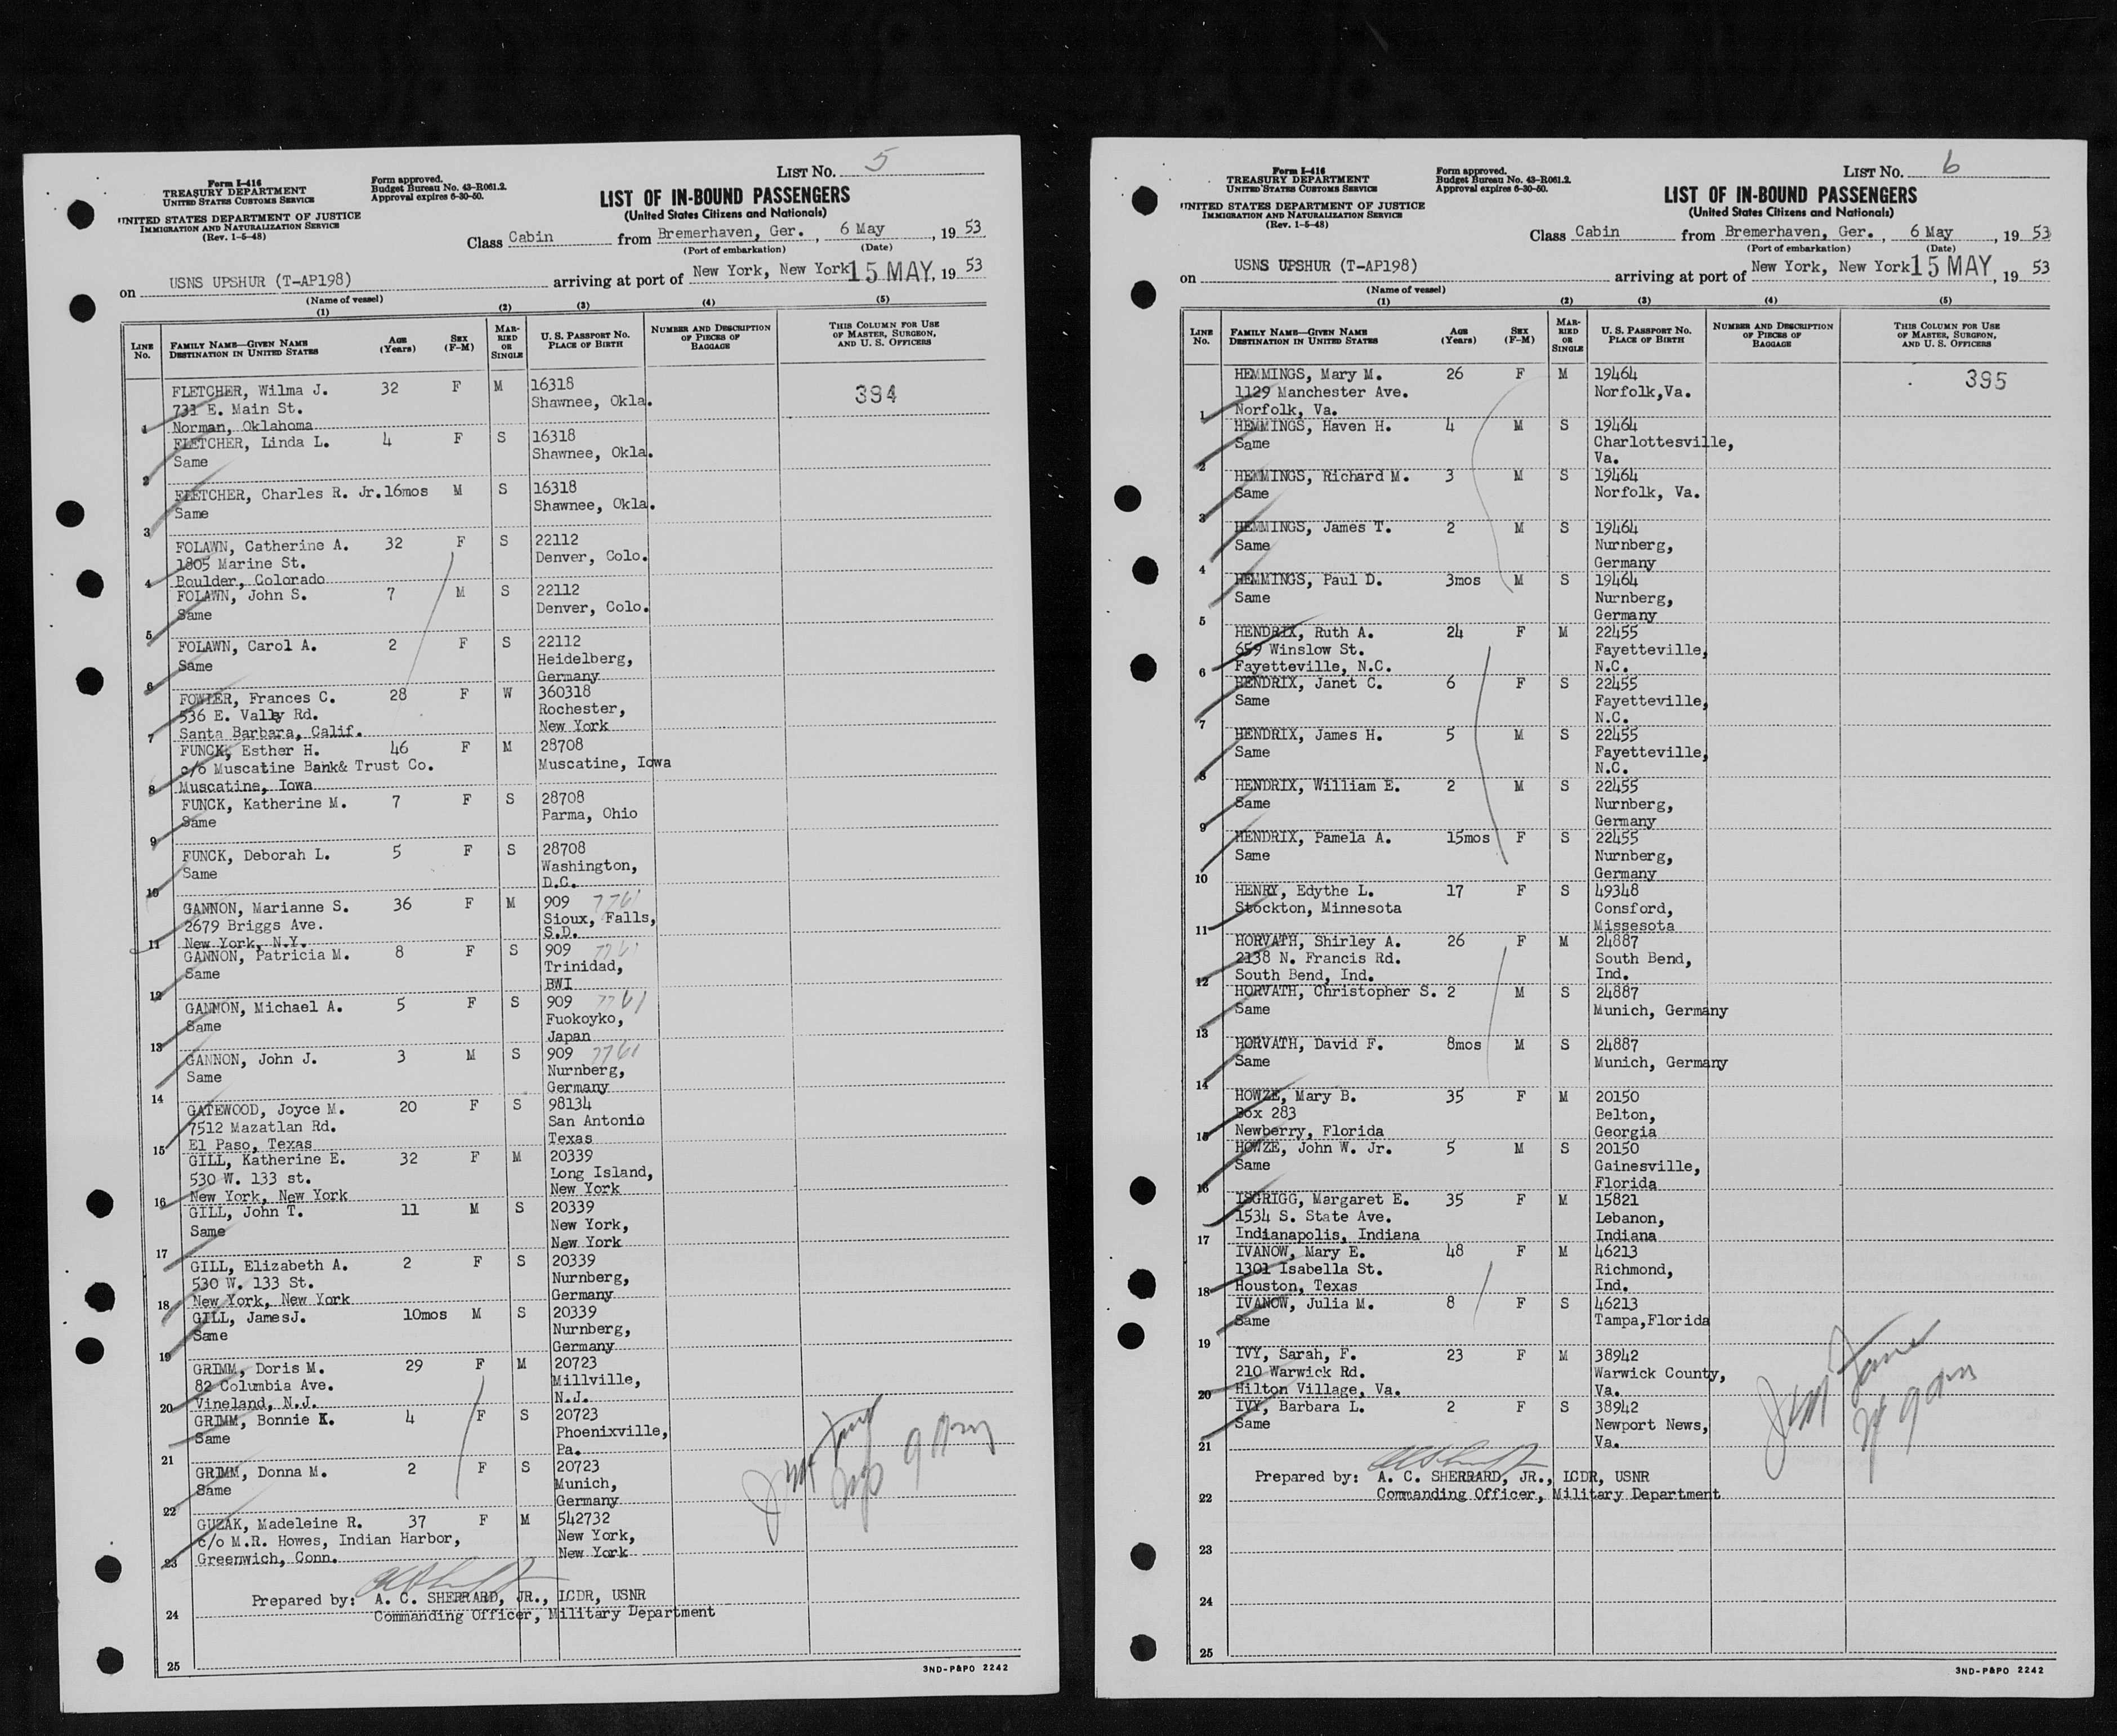 LIST No. 5
Form I-416
TREASURY DEPARTMENT
UNITED STATES CUSTOMS SERVICE
UNITED STATES DEPARTMENT OF JUSTICE
IMMIGRATION AND NATURALIZATION SERVICE
(Rev. 1-5-48)
Form approved.
Budget Bureau No. 43-R061.2.
Approval expires 6-30-50.
LIST OF IN-BOUND PASSENGERS
(United States Citizens and Nationals)
Class Cabin from Bremerhaven, Ger., 6 May, 1953
(Port of embarkation) (Date)
on USNS UPSHUR (T-AP198) arriving at port of New York, New York 15 MAY, 1953
(Name of vessel)
(1) (2) (3) (4) (5)
LINE No. FAMILY NAME—GIVEN NAME DESTINATION IN UNITED STATES AGE (Years) SEX (F-M) MARRIED OR SINGLE U. S. PASSPORT No. PLACE OF BIRTH NUMBER AND DESCRIPTION OF PIECES OF BAGGAGE THIS COLUMN FOR USE OF MASTER, SURGEON, AND U. S. OFFICERS
FLETCHER, Wilma J. 32 F M 16318 394
731 E. Main St. Shawnee, Okla.
1 Norman, Oklahoma
FLETCHER, Linda L. 4 F S 16318
Same Shawnee, Okla.
2
FLETCHER, Charles R. Jr. 16mos M S 16318
Same Shawnee, Okla.
3
FOLAWN, Catherine A. 32 F S 22112
1805 Marine St. Denver, Colo.
4 Boulder, Colorado
FOLAWN, John S. 7 M S 22112
Same Denver, Colo.
5
FOLAWN, Carol A. 2 F S 22112
Same Heidelberg,
6 Germany
FOWLER, Frances C. 28 F W 360318
536 E. Vally Rd. Rochester,
7 Santa Barbara, Calif. New York
FUNCK, Esther H. 46 F M 28708
c/o Muscatine Bank& Trust Co. Muscatine, Iowa
8 Muscatine, Iowa
FUNCK, Katherine M. 7 F S 28708
Same Parma, Ohio
9
FUNCK, Deborah L. 5 F S 28708
Same Washington,
10 D.C.
GANNON, Marianne S. 36 F M 909 7761
2679 Briggs Ave. Sioux, Falls,
11 New York, N.Y. S.D.
GANNON, Patricia M. 8 F S 909 7761
Same Trinidad,
12 BWI
GANNON, Michael A. 5 F S 909 7761
Same Fuokoyko,
13 Japan
GANNON, John J. 3 M S 909 7761
Same Nurnberg,
14 Germany
GATEWOOD, Joyce M. 20 F S 98134
7512 Mazatlan Rd. San Antonio
15 El Paso, Texas Texas
GILL, Katherine E. 32 F M 20339
530 W. 133 st. Long Island,
16 New York, New York New York
GILL, John T. 11 M S 20339
Same New York,
17 New York
GILL, Elizabeth A. 2 F S 20339
530 W. 133 St. Nurnberg,
18 New York, New York Germany
GILL, JamesJ. 10mos M S 20339
Same Nurnberg,
19 Germany
GRIMM, Doris M. 29 F M 20723
82 Columbia Ave. Millville,
20 Vineland, N.J. N.J.
GRIMM, Bonnie K. 4 F S 20723
Same Phoenixville,
21 Pa.
GRIMM, Donna M. 2 F S 20723
Same Munich,
22 Germany
GUZAK, Madeleine R. 37 F M 542732
c/o M.R. Howes, Indian Harbor, New York,
23 Greenwich, Conn. New York
Prepared by: A. C. SHERRARD, JR., LCDR, USNR
24 Commanding Officer, Military Department
25
3ND-P&PO 2242
LIST No. 6
Form I-416
TREASURY DEPARTMENT
UNITED STATES CUSTOMS SERVICE
UNITED STATES DEPARTMENT OF JUSTICE
IMMIGRATION AND NATURALIZATION SERVICE
(Rev. 1-5-48)
Form approved.
Budget Bureau No. 43-R061.2.
Approval expires 6-30-50.
LIST OF IN-BOUND PASSENGERS
(United States Citizens and Nationals)
Class Cabin from Bremerhaven, Ger., 6 May, 1953
(Port of embarkation) (Date)
on USNS UPSHUR (T-AP198) arriving at port of New York, New York 15 MAY, 1953
(Name of vessel)
(1) (2) (3) (4) (5)
LINE No. FAMILY NAME—GIVEN NAME DESTINATION IN UNITED STATES AGE (Years) SEX (F-M) MARRIED OR SINGLE U. S. PASSPORT No. PLACE OF BIRTH NUMBER AND DESCRIPTION OF PIECES OF BAGGAGE THIS COLUMN FOR USE OF MASTER, SURGEON, AND U. S. OFFICERS
HEMMINGS, Mary M. 26 F M 19464 395
1129 Manchester Ave. Norfolk,Va.
1 Norfolk, Va.
HEMMINGS, Haven H. 4 M S 19464
Same Charlottesville,
2 Va.
HEMMINGS, Richard M. 3 M S 19464
Same Norfolk, Va.
3
HEMMINGS, James T. 2 M S 19464
Same Nurnberg,
4 Germany
HEMMINGS, Paul D. 3mos M S 19464
Same Nurnberg,
5 Germany
HENDRIX, Ruth A. 24 F M 22455
659 Winslow St. Fayetteville,
6 Fayetteville, N.C. N.C.
HENDRIX, Janet C. 6 F S 22455
Same Fayetteville,
7 N.C.
HENDRIX, James H. 5 M S 22455
Same Fayetteville,
8 N.C.
HENDRIX, William E. 2 M S 22455
Same Nurnberg,
9 Germany
HENDRIX, Pamela A. 15mos F S 22455
Same Nurnberg,
10 Germany
HENRY, Edythe L. 17 F S 49348
Stockton, Minnesota Consford,
11 Missesota
HORVATH, Shirley A. 26 F M 24887
2138 N. Francis Rd. South Bend,
12 South Bend, Ind. Ind.
HORVATH, Christopher S. 2 M S 24887
Same Munich, Germany
13
HORVATH, David F. 8mos M S 24887
Same Munich, Germany
14
HOWZE, Mary B. 35 F M 20150
Box 283 Belton,
15 Newberry, Florida Georgia
HOWZE, John W. Jr. 5 M S 20150
Same Gainesville,
16 Florida
ISGRIGG, Margaret E. 35 F M 15821
1534 S. State Ave. Lebanon,
17 Indianapolis, Indiana Indiana
IVANOW, Mary E. 48 F M 46213
1301 Isabella St. Richmond,
18 Houston, Texas Ind.
IVANOW, Julia M. 8 F S 46213
Same Tampa,Florida
19
IVY, Sarah, F. 23 F M 38942
210 Warwick Rd. Warwick County,
20 Hilton Village, Va. Va.
IVY, Barbara L. 2 F S 38942
Same Newport News,
21 Va.
Prepared by: A. C. SHERRARD, JR., LCDR, USNR
22 Commanding Officer, Military Department
23
24
25
3ND-P&PO 2242